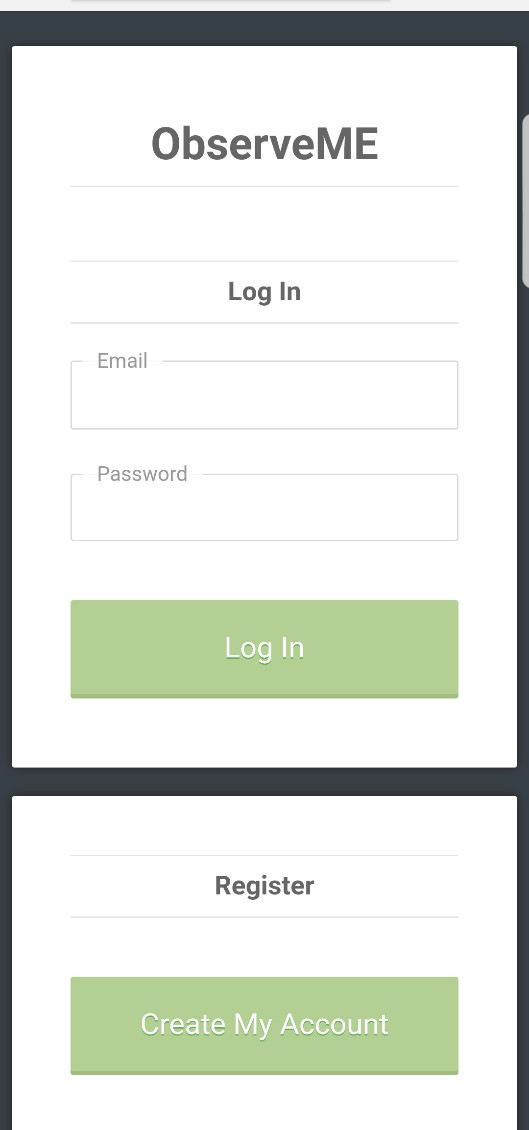 ObserveME
Log In
Email
Password
Log In
Register
Create My Account